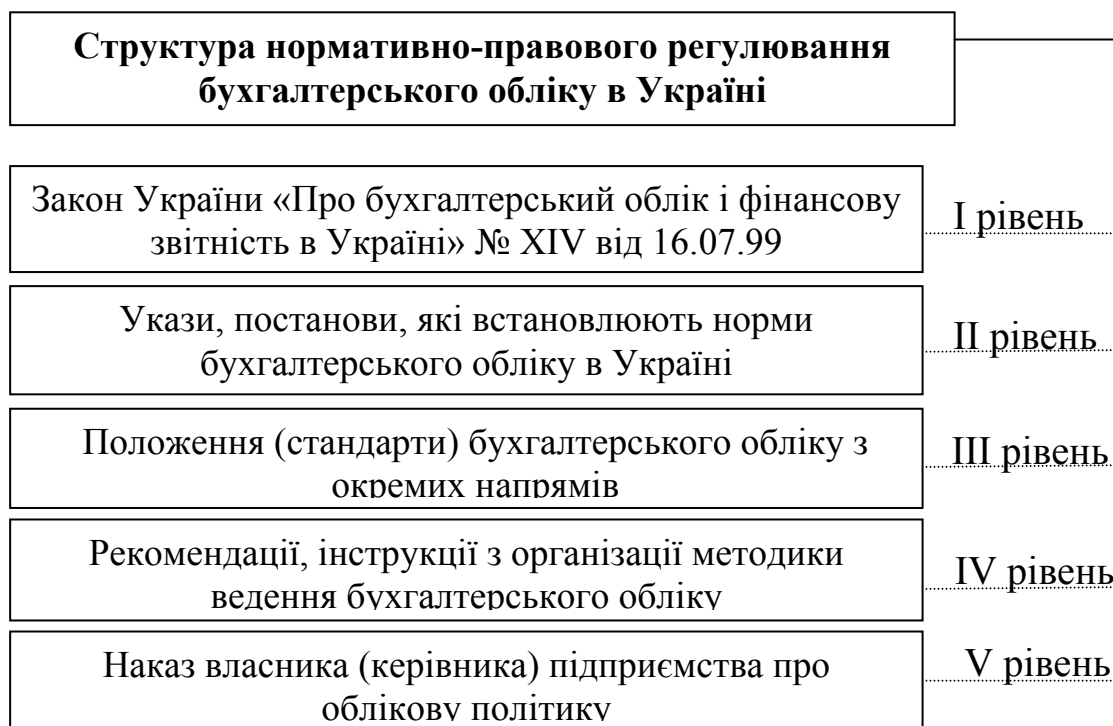 Структура нормативно-правового регулювання
бухгалтерського обліку в Україні
Закон України «Про бухгалтерський облік і фінансову
звітність в Україні» № XIV від 16.07.99
I рівень
Укази, постанови, які встановлюють норми
бухгалтерського обліку в Україні
II рівень
Положення (стандарти) бухгалтерського обліку з
окремих напрямів
III рівень
Рекомендації, інструкції з організації методики
ведення бухгалтерського обліку
IV рівень
Наказ власника (керівника) підприємства про
облікову політику
V рівень